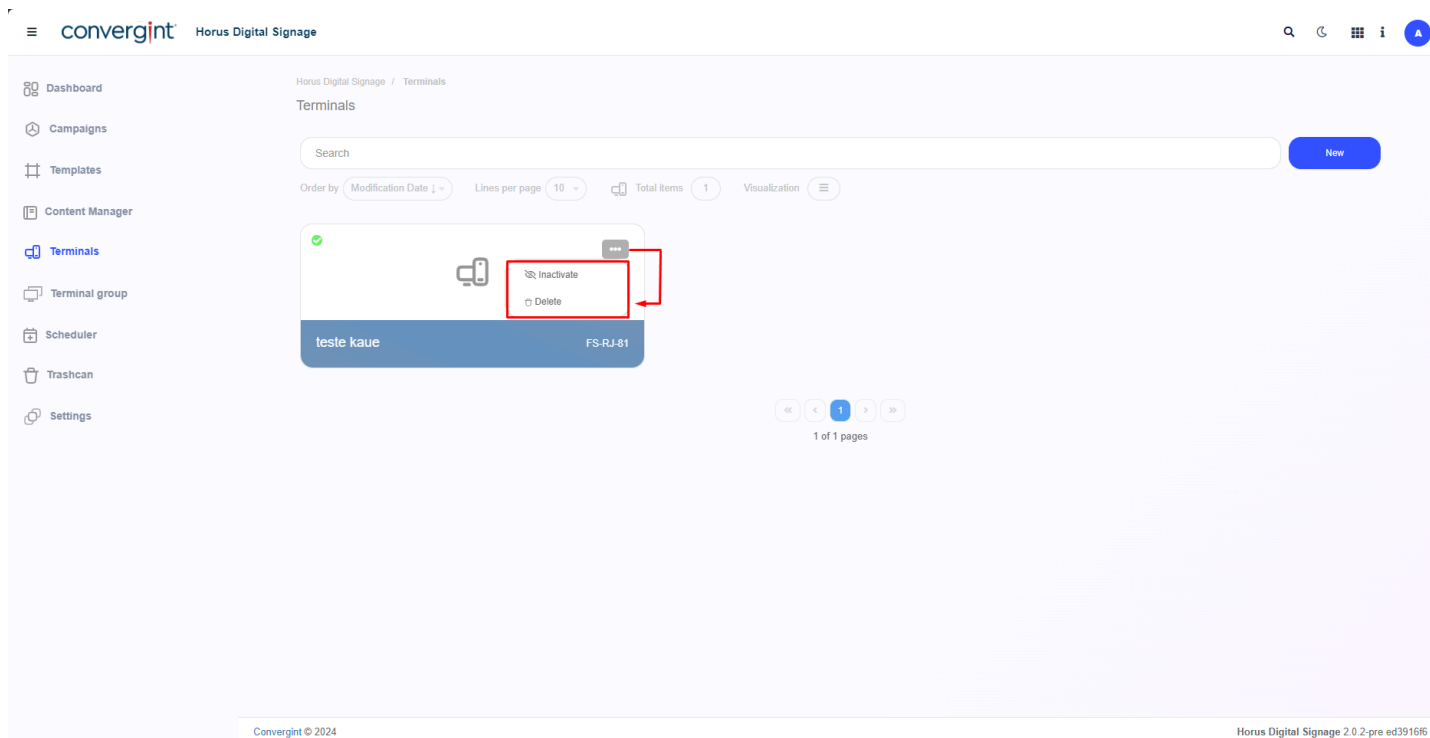 convergint Horus Digital Signage
A
Dashboard
Campaigns
Templates
Content Manager
Terminals
Terminal group
Scheduler
Trashcan
Settings
Horus Digital Signage / Terminals
Terminals
Search
New
Order by Modification Date ↓ Lines per page 10 Total items 1 Visualization
Inactivate
Delete
teste kaue FS-RJ-81
« ‹ 1 › »
1 of 1 pages
Convergint © 2024
Horus Digital Signage 2.0.2-pre ed3916f6